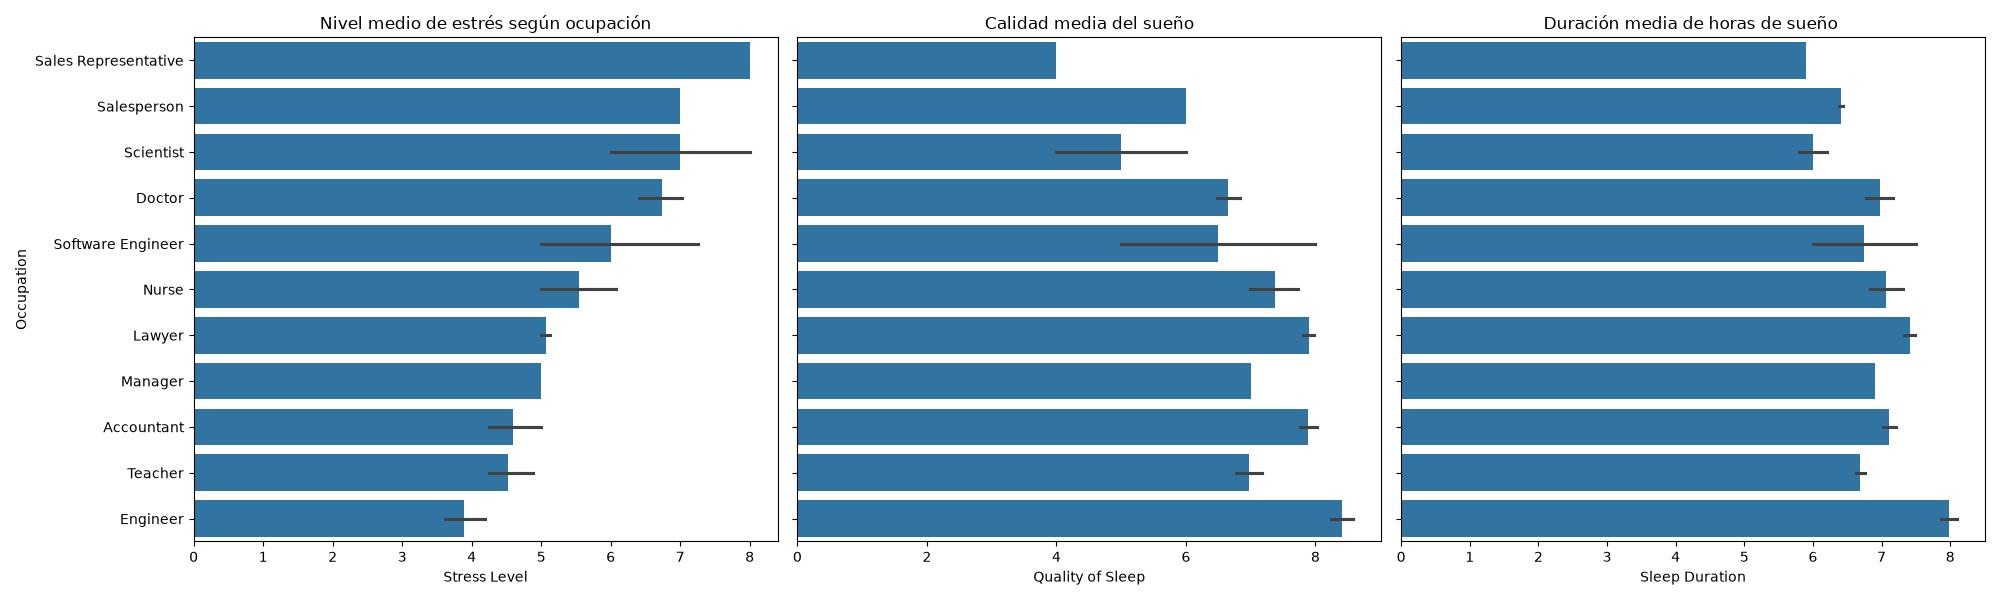 Nivel medio de estrés según ocupación
Calidad media del sueño
Duración media de horas de sueño
Occupation
Sales Representative
Salesperson
Scientist
Doctor
Software Engineer
Nurse
Lawyer
Manager
Accountant
Teacher
Engineer
0 1 2 3 4 5 6 7 8
Stress Level
0 2 4 6 8
Quality of Sleep
0 1 2 3 4 5 6 7 8
Sleep Duration